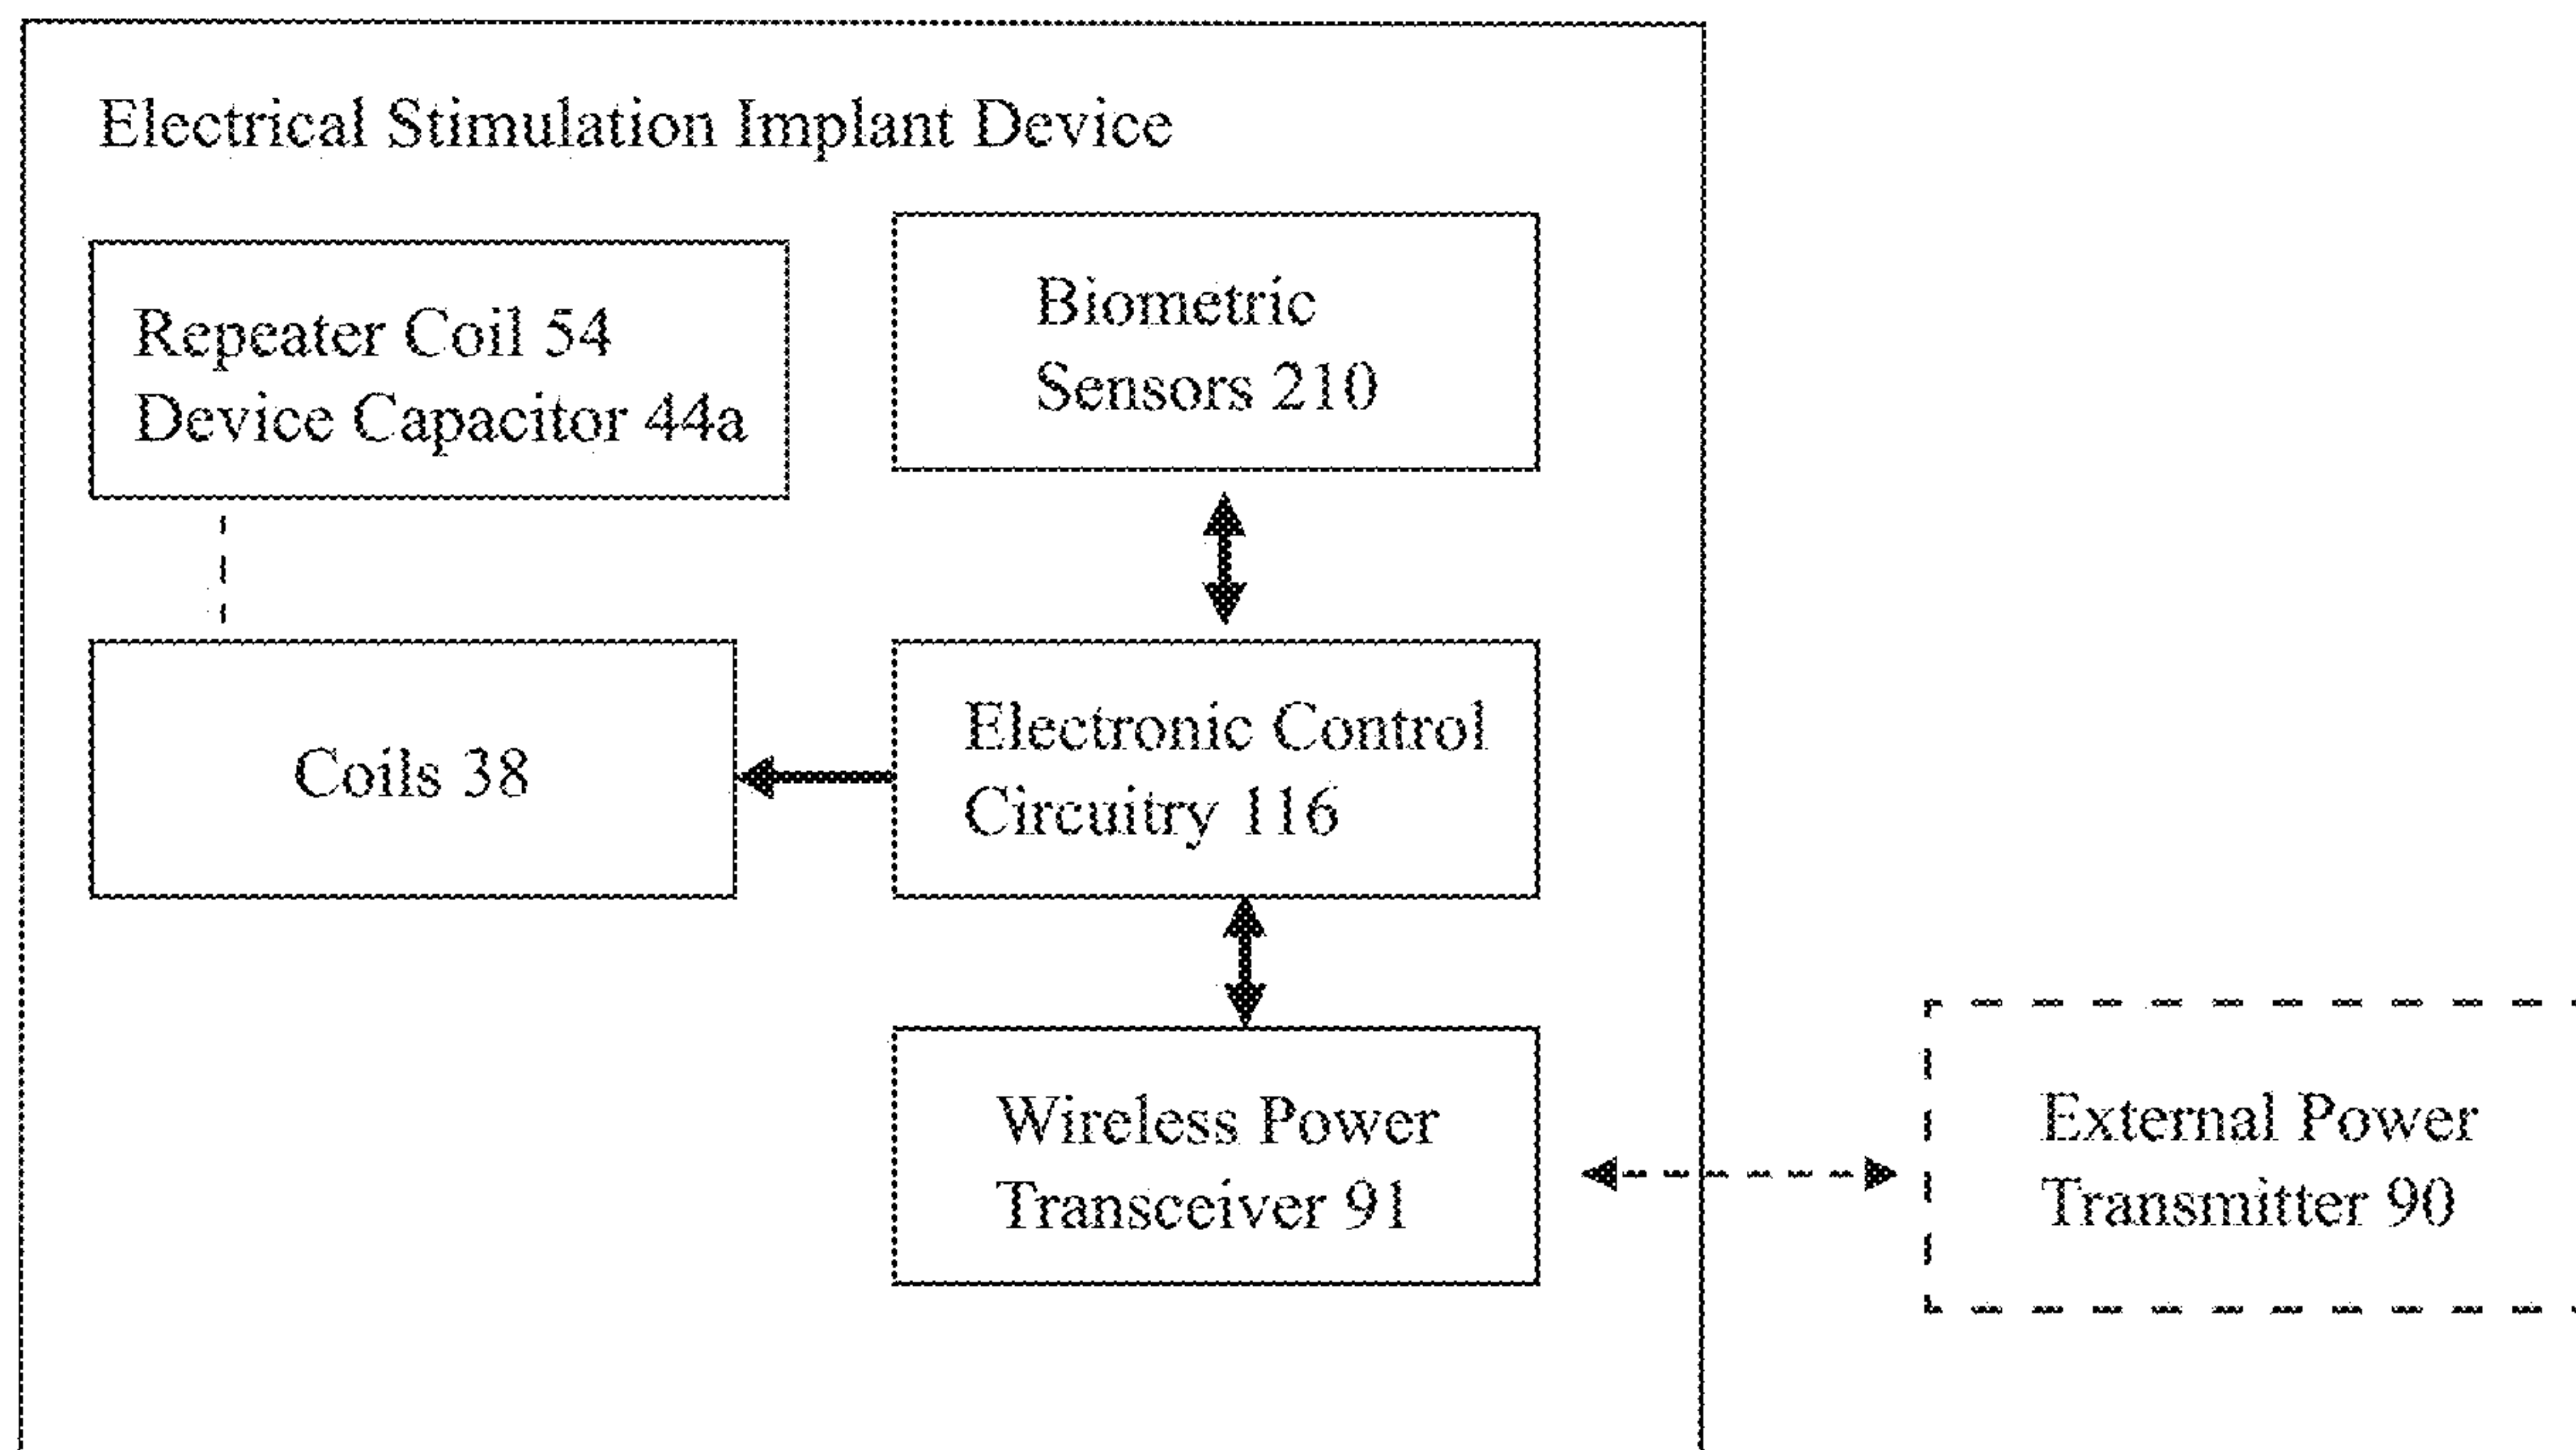 Electrical Stimulation Implant Device
Repeater Coil 54
Device Capacitor 44a
Biometric
Sensors 210
Coils 38
Electronic Control
Circuitry 116
Wireless Power
Transceiver 91
External Power
Transmitter 90